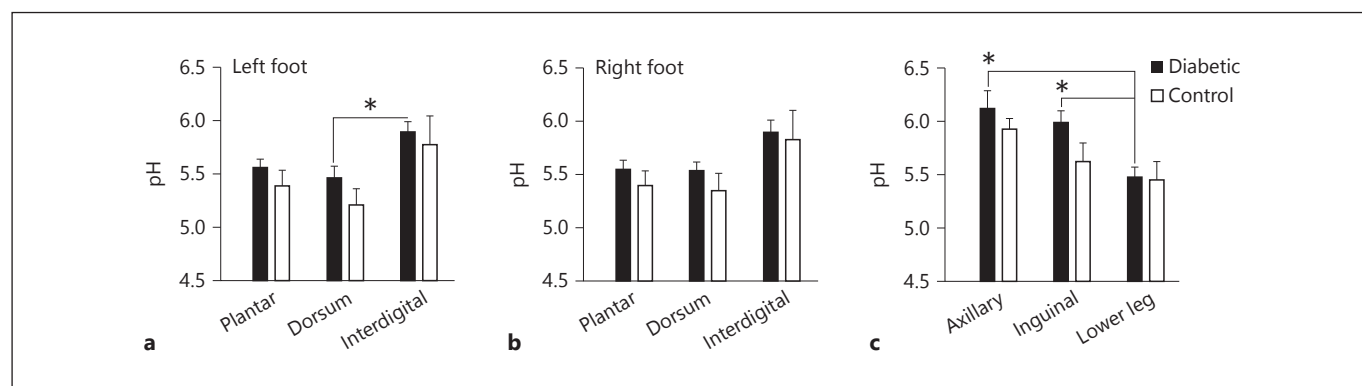 Left foot
*
pH
6.5
6.0
5.5
5.0
4.5
Plantar
Dorsum
Interdigital
a
Right foot
pH
6.5
6.0
5.5
5.0
4.5
Plantar
Dorsum
Interdigital
b
*
*
Diabetic
Control
pH
6.5
6.0
5.5
5.0
4.5
Axillary
Inguinal
Lower leg
c